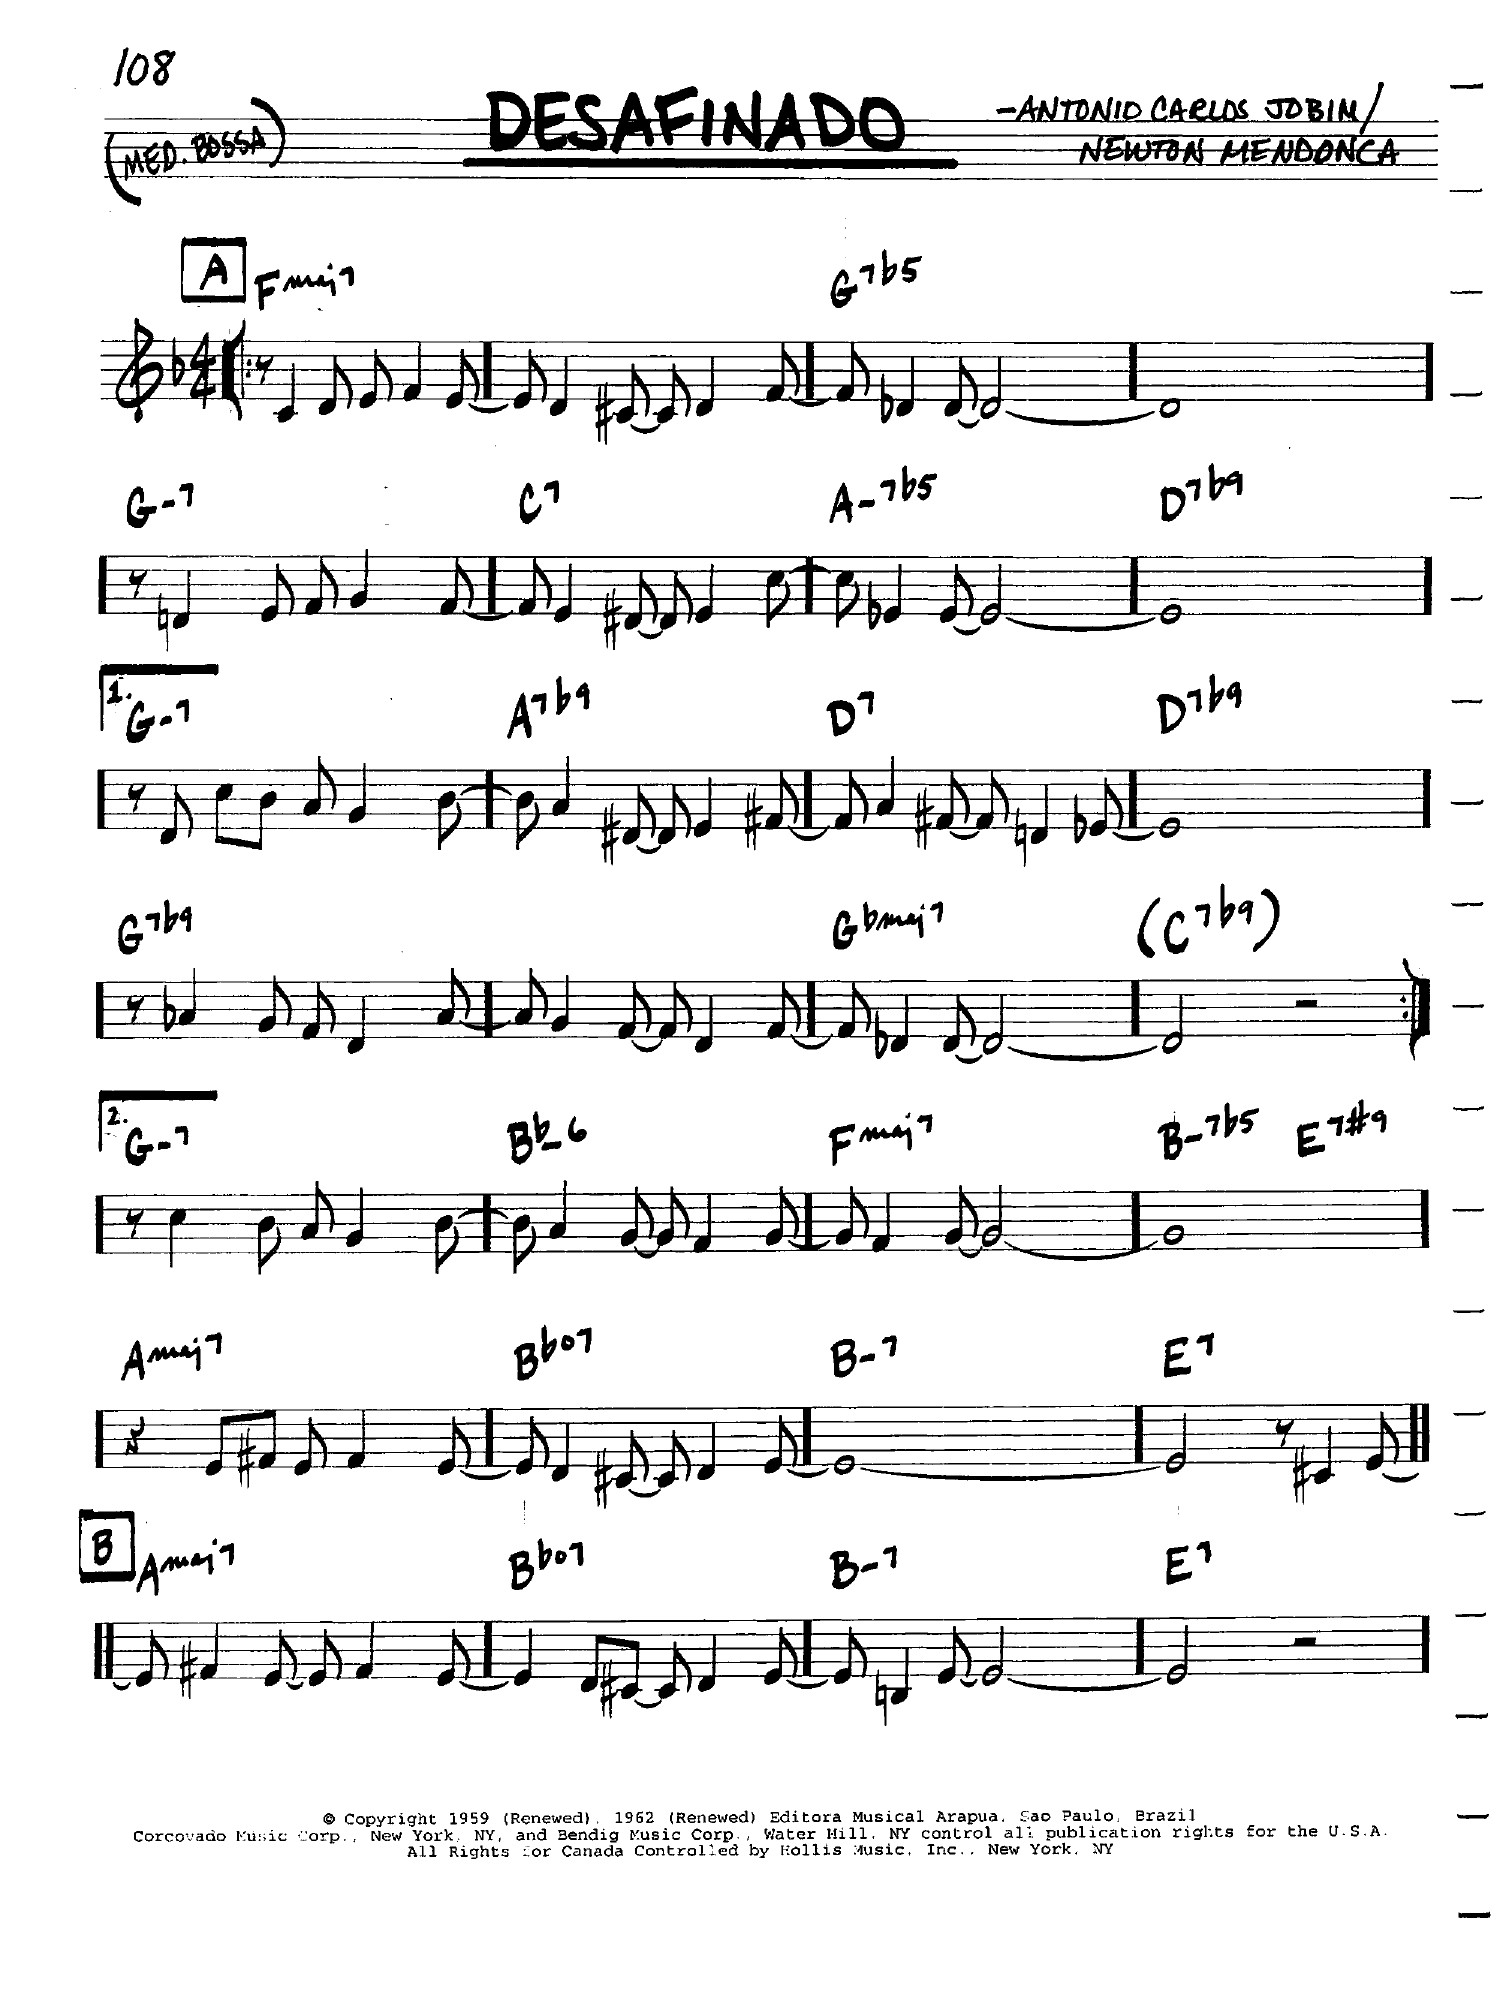 108
(MED. BOSSA)
DESAFINADO
-ANTONIO CARLOS JOBIM/
NEWTON MENDONCA
A Fmaj7 G7b5
4
4
G-7 C7 A-7b5 D7b9
1.
G-7 A7b9 D7 D7b9
G7b9 Gbmaj7 (C7b9)
2.
G-7 Bb-6 Fmaj7 B-7b5 E7#9
Amaj7 Bbo7 B-7 E7
B Amaj7 Bbo7 B-7 E7
© Copyright 1959 (Renewed), 1962 (Renewed) Editora Musical Arapua, Sao Paulo, Brazil
Corcovado Music Corp., New York, NY, and Bendig Music Corp., Water Hill, NY control all publication rights for the U.S.A.
All Rights for Canada Controlled by Hollis Music, Inc., New York, NY